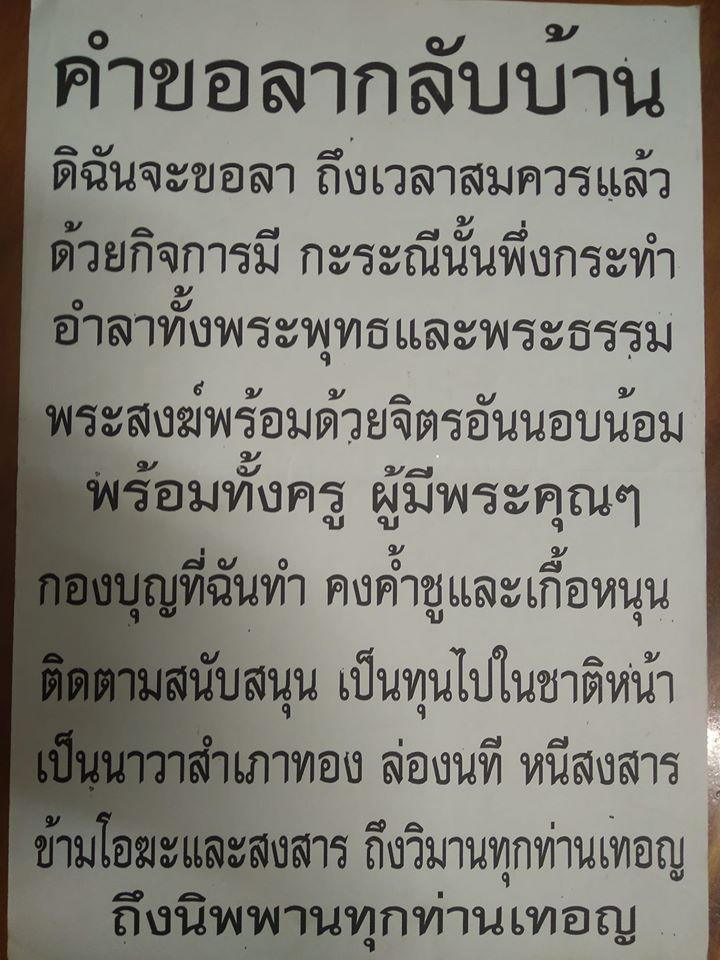 คำขอลากลับบ้าน
ดิฉันจะขอลา ถึงเวลาสมควรแล้ว
ด้วยกิจการมี กะระณีนั้นพึ่งกระทำ
อำลาทั้งพระพุทธและพระธรรม
พระสงฆ์พร้อมด้วยจิตรอันนอบน้อม
พร้อมทั้งครู ผู้มีพระคุณๆ
กองบุญที่ฉันทำ คงค้ำชูและเกื้อหนุน
ติดตามสนับสนุน เป็นทุนไปในชาติหน้า
เป็นนาวาสำเภาทอง ล่องนที หนีสงสาร
ข้ามโอฆะและสงสาร ถึงวิมานทุกท่านเทอญ
ถึงนิพพานทุกท่านเทอญ